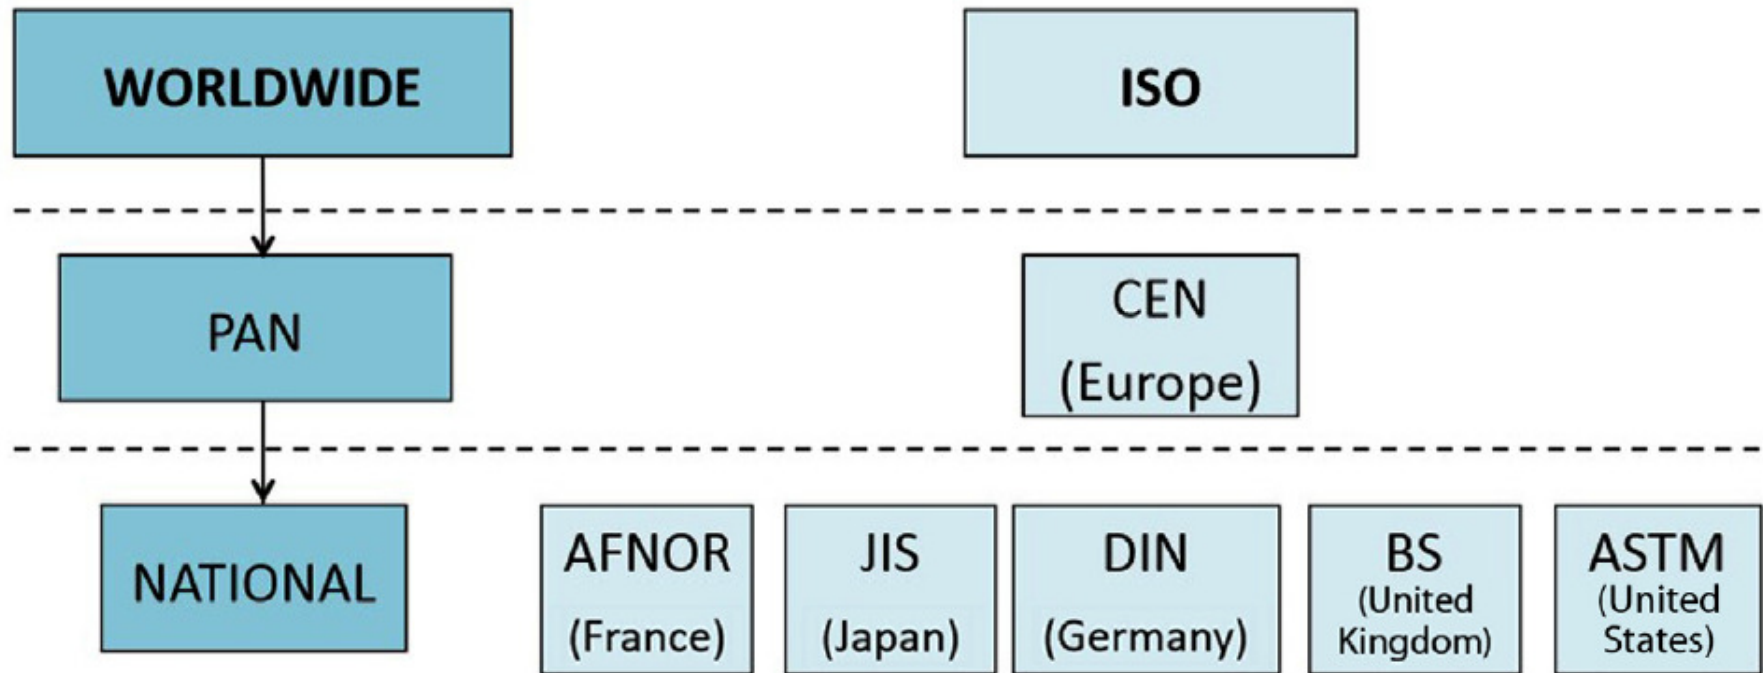 WORLDWIDE
ISO
PAN
CEN
(Europe)
NATIONAL
AFNOR
(France)
JIS
(Japan)
DIN
(Germany)
BS
(United
Kingdom)
ASTM
(United
States)